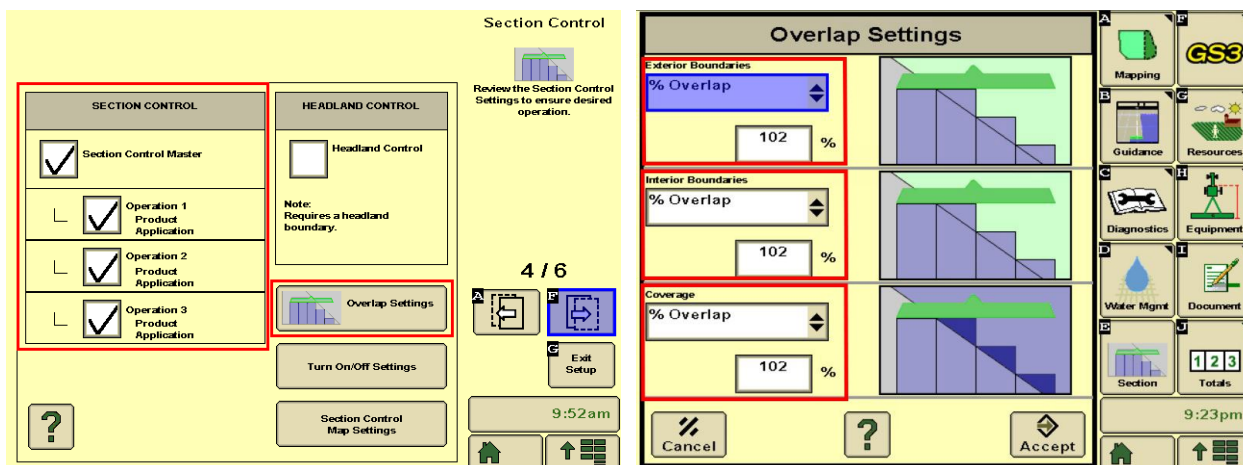 Section Control
Review the Section Control
Settings to ensure desired
operation.
SECTION CONTROL
Section Control Master
Operation 1
Product
Application
Operation 2
Product
Application
Operation 3
Product
Application
HEADLAND CONTROL
Headland Control
Note:
Requires a headland
boundary.
Overlap Settings
Turn On/Off Settings
Section Control
Map Settings
?
4 / 6
A
F
G
Exit
Setup
9:52am
Overlap Settings
Exterior Boundaries
% Overlap
102 %
Interior Boundaries
% Overlap
102 %
Coverage
% Overlap
102 %
Cancel
?
Accept
A
Mapping
F
GS3
B
Guidance
G
Resources
C
Diagnostics
H
Equipment
D
Water Mgmt
I
Document
E
Section
J
1 2 3
Totals
9:23pm